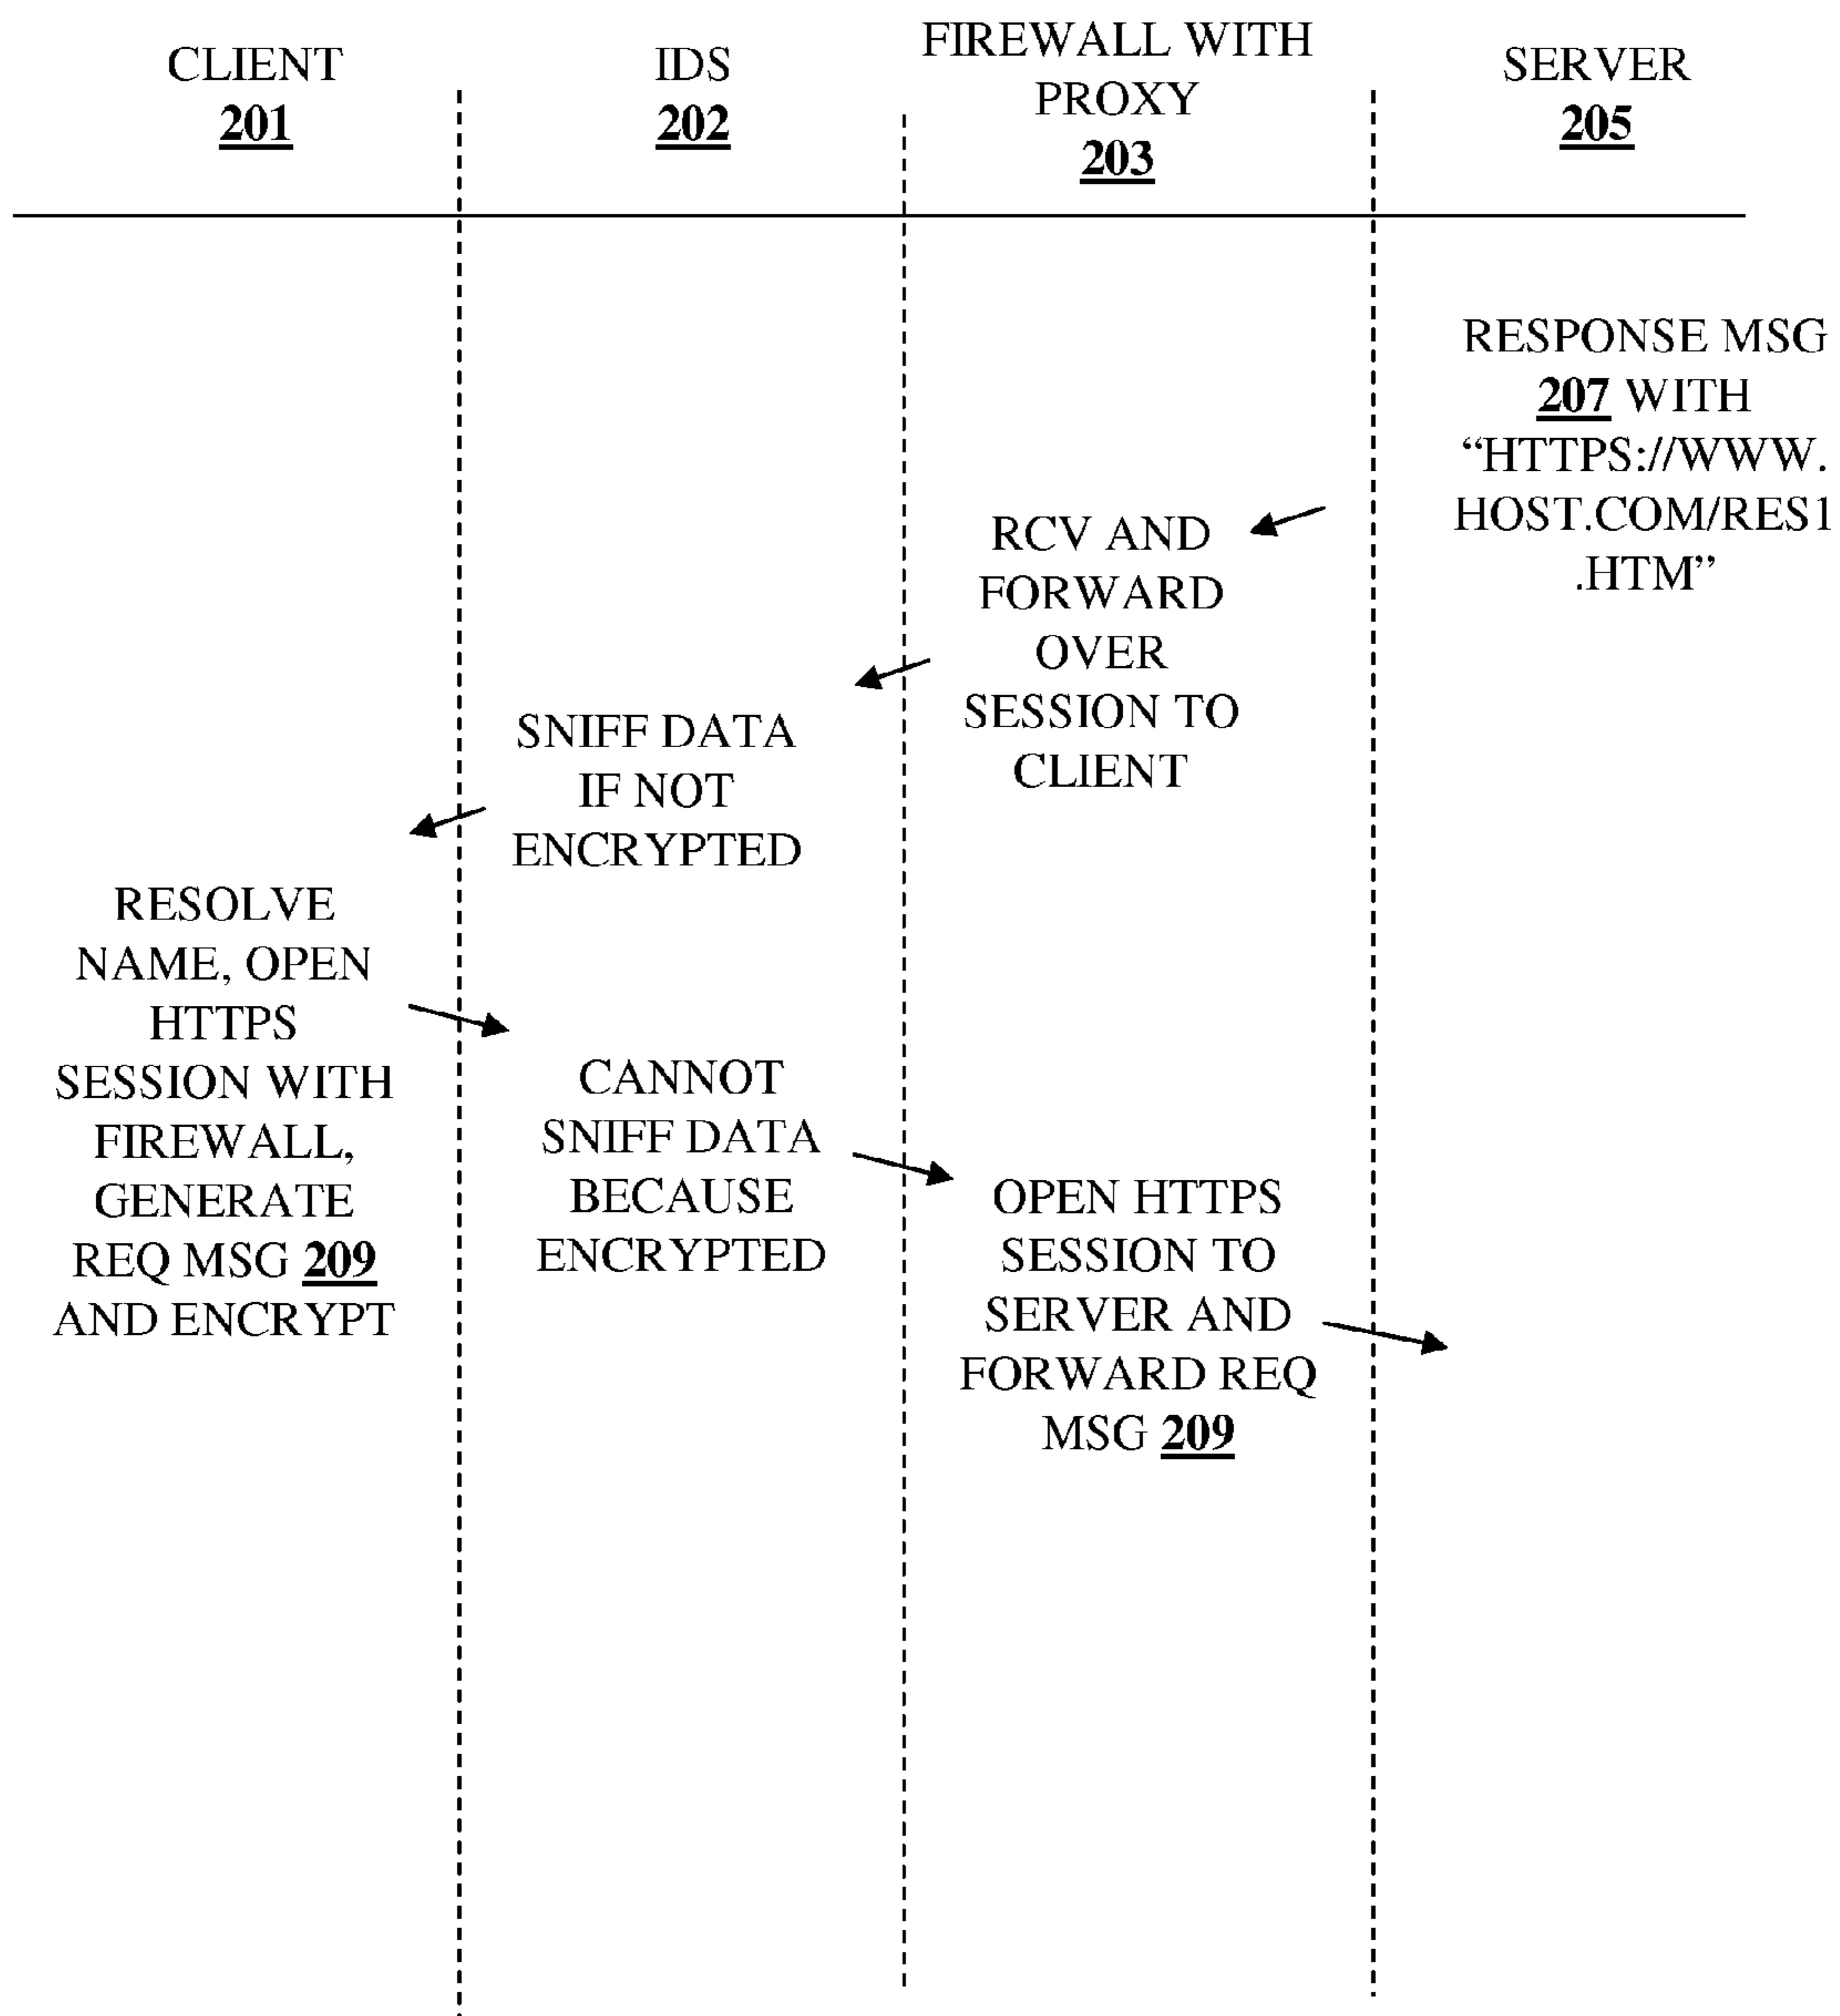 CLIENT
201
IDS
202
FIREWALL WITH
PROXY
203
SERVER
205
RESPONSE MSG
207 WITH
“HTTPS://WWW.
HOST.COM/RES1
.HTM”
RCV AND
FORWARD
OVER
SESSION TO
CLIENT
SNIFF DATA
IF NOT
ENCRYPTED
RESOLVE
NAME, OPEN
HTTPS
SESSION WITH
FIREWALL,
GENERATE
REQ MSG 209
AND ENCRYPT
CANNOT
SNIFF DATA
BECAUSE
ENCRYPTED
OPEN HTTPS
SESSION TO
SERVER AND
FORWARD REQ
MSG 209